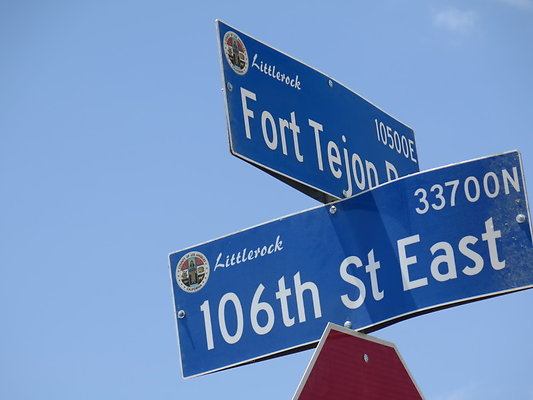 Littlerock
10500E
Fort Tejon
Littlerock
33700N
106th St East